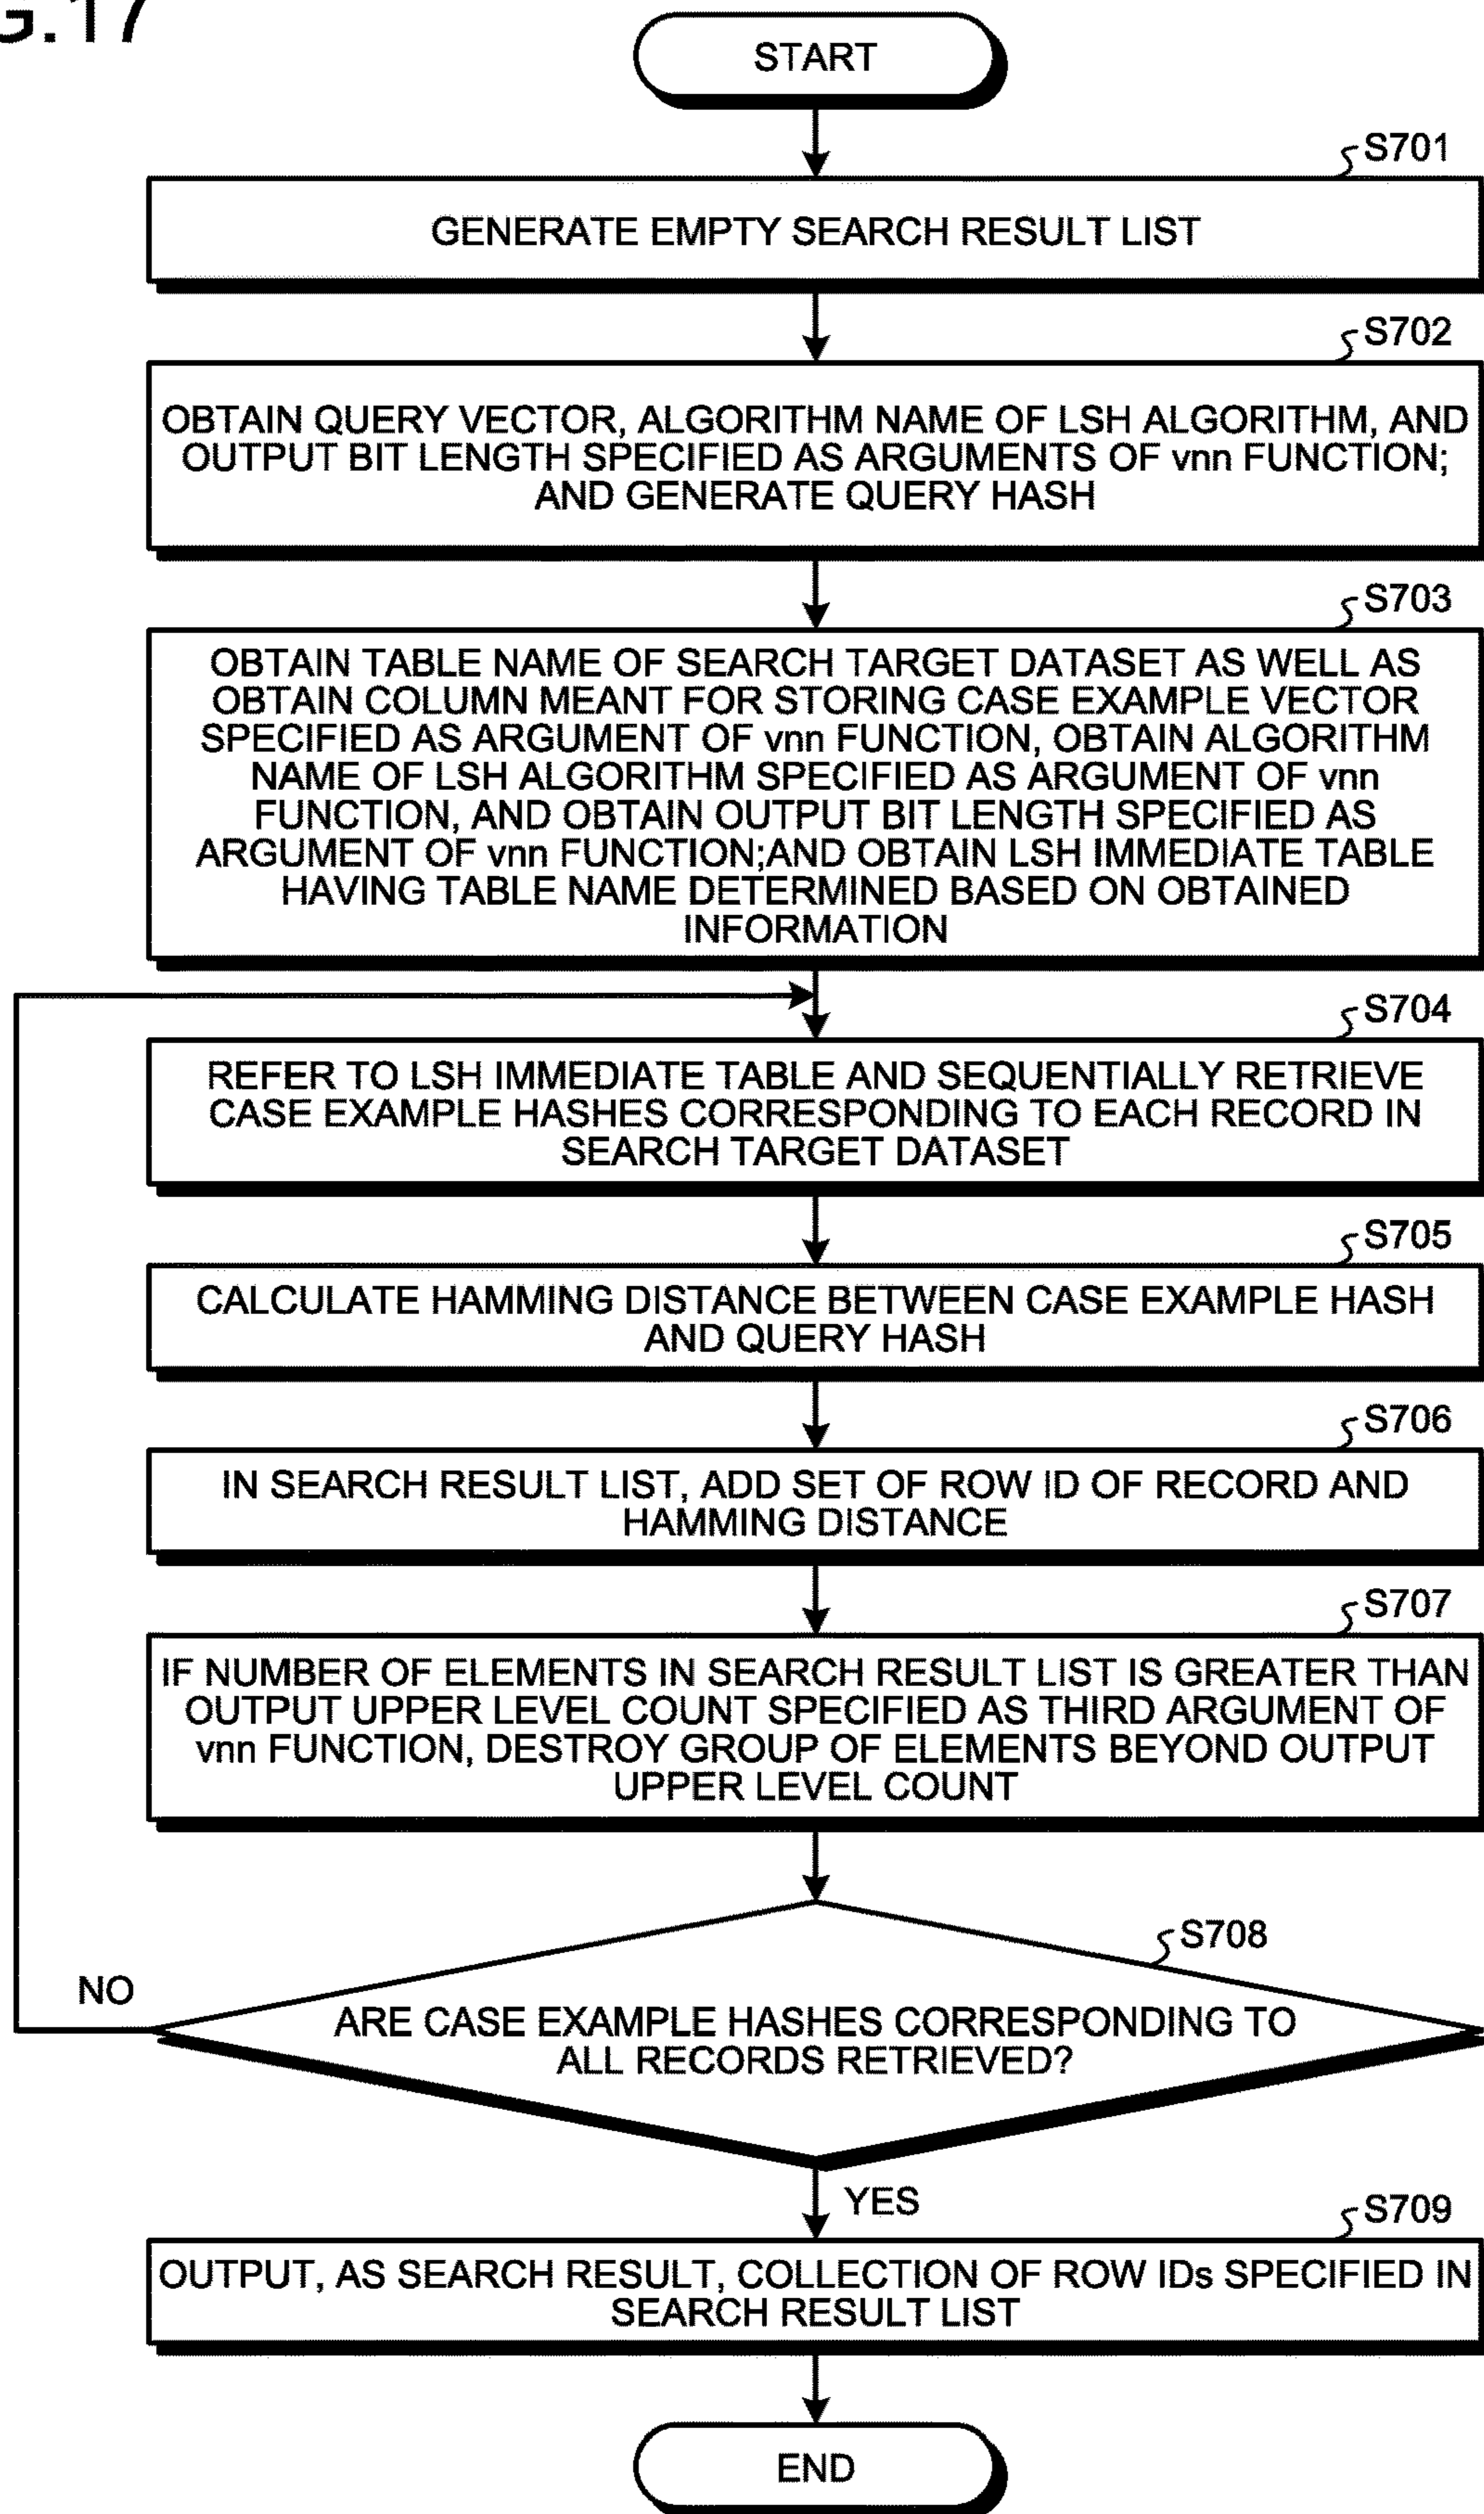 G.17
START
S701
GENERATE EMPTY SEARCH RESULT LIST
S702
OBTAIN QUERY VECTOR, ALGORITHM NAME OF LSH ALGORITHM, AND
OUTPUT BIT LENGTH SPECIFIED AS ARGUMENTS OF vnn FUNCTION;
AND GENERATE QUERY HASH
S703
OBTAIN TABLE NAME OF SEARCH TARGET DATASET AS WELL AS
OBTAIN COLUMN MEANT FOR STORING CASE EXAMPLE VECTOR
SPECIFIED AS ARGUMENT OF vnn FUNCTION, OBTAIN ALGORITHM
NAME OF LSH ALGORITHM SPECIFIED AS ARGUMENT OF vnn
FUNCTION, AND OBTAIN OUTPUT BIT LENGTH SPECIFIED AS
ARGUMENT OF vnn FUNCTION;AND OBTAIN LSH IMMEDIATE TABLE
HAVING TABLE NAME DETERMINED BASED ON OBTAINED
INFORMATION
S704
REFER TO LSH IMMEDIATE TABLE AND SEQUENTIALLY RETRIEVE
CASE EXAMPLE HASHES CORRESPONDING TO EACH RECORD IN
SEARCH TARGET DATASET
S705
CALCULATE HAMMING DISTANCE BETWEEN CASE EXAMPLE HASH
AND QUERY HASH
S706
IN SEARCH RESULT LIST, ADD SET OF ROW ID OF RECORD AND
HAMMING DISTANCE
S707
IF NUMBER OF ELEMENTS IN SEARCH RESULT LIST IS GREATER THAN
OUTPUT UPPER LEVEL COUNT SPECIFIED AS THIRD ARGUMENT OF
vnn FUNCTION, DESTROY GROUP OF ELEMENTS BEYOND OUTPUT
UPPER LEVEL COUNT
S708
NO
ARE CASE EXAMPLE HASHES CORRESPONDING TO
ALL RECORDS RETRIEVED?
YES
S709
OUTPUT, AS SEARCH RESULT, COLLECTION OF ROW IDs SPECIFIED IN
SEARCH RESULT LIST
END